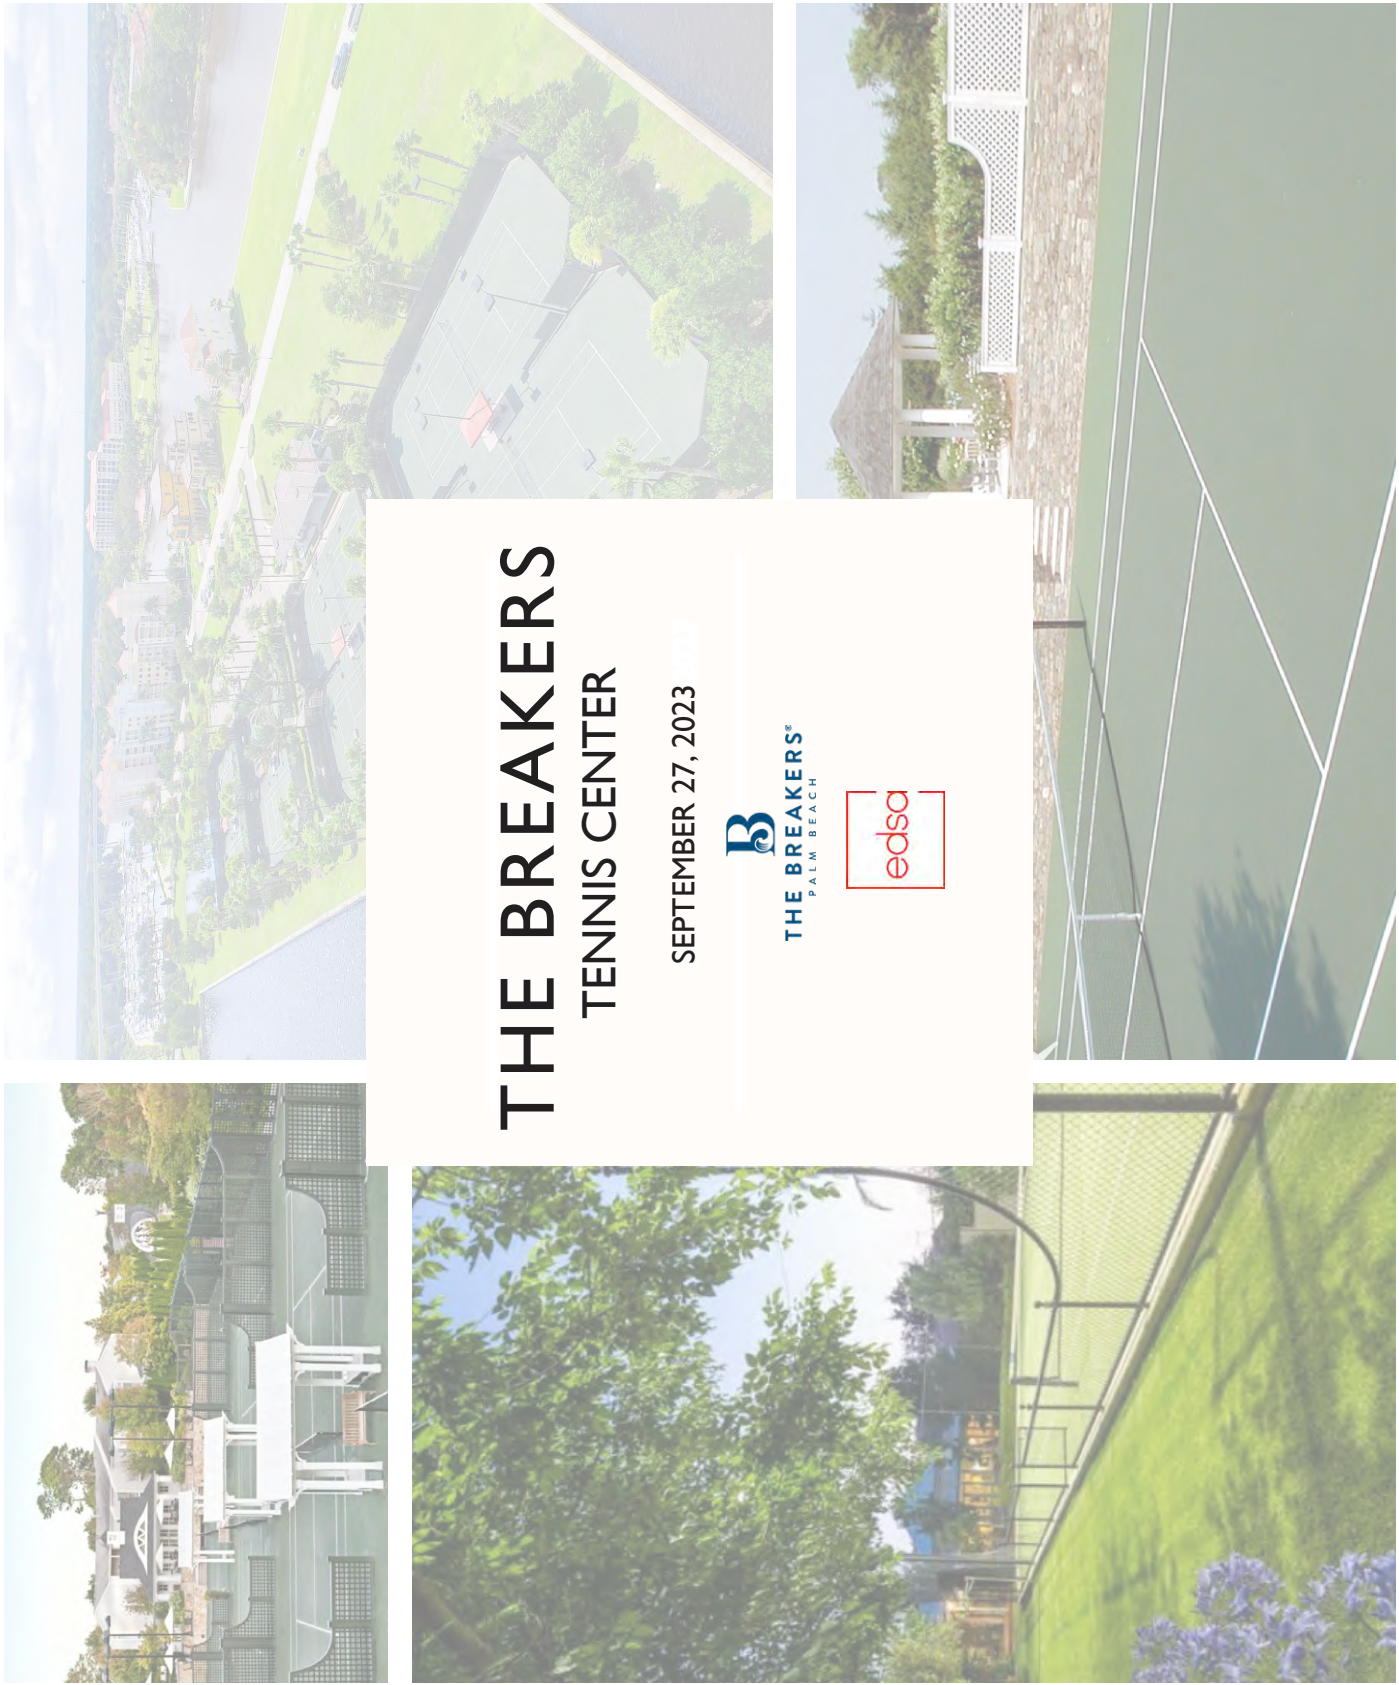 THE BREAKERS
TENNIS CENTER
SEPTEMBER 27, 2023
B
THE BREAKERS®
PALM BEACH
edsa